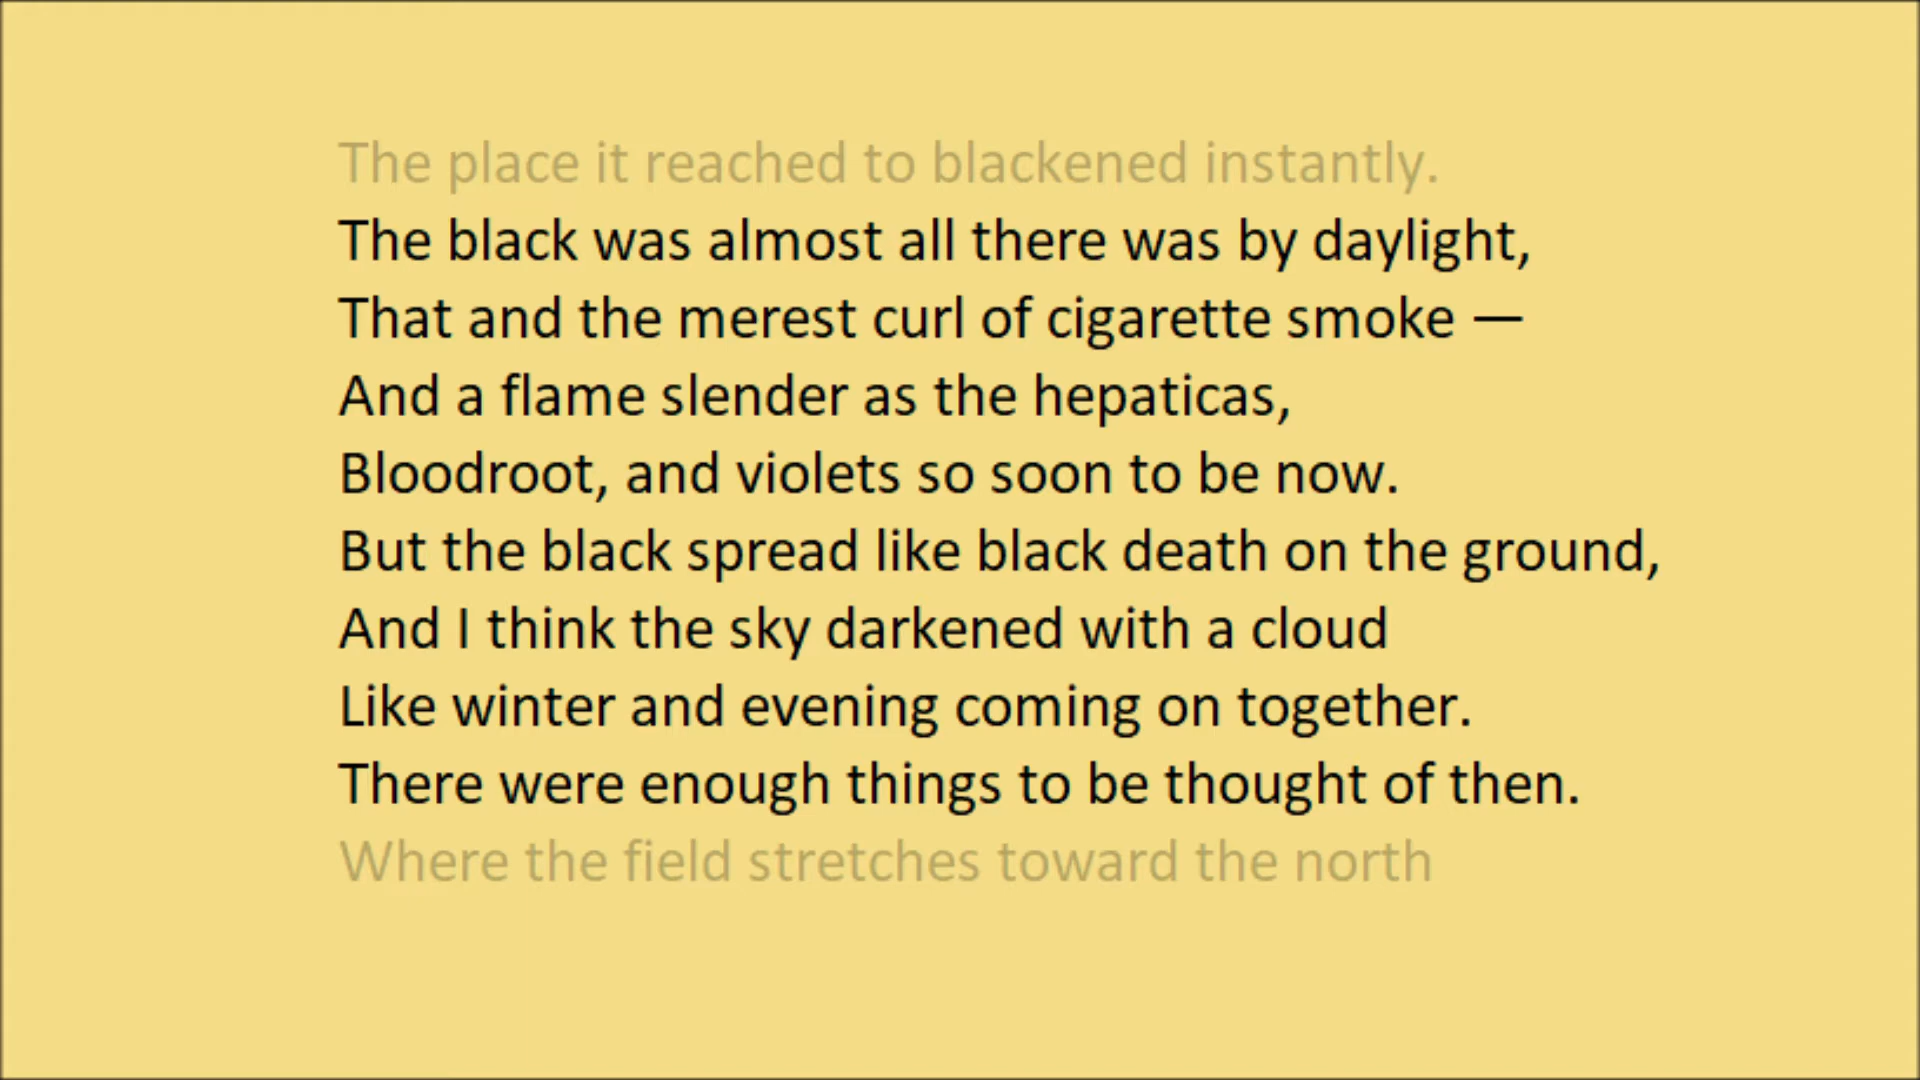 The place it reached to blackened instantly.
The black was almost all there was by daylight,
That and the merest curl of cigarette smoke —
And a flame slender as the hepaticas,
Bloodroot, and violets so soon to be now.
But the black spread like black death on the ground,
And I think the sky darkened with a cloud
Like winter and evening coming on together.
There were enough things to be thought of then.
Where the field stretches toward the north